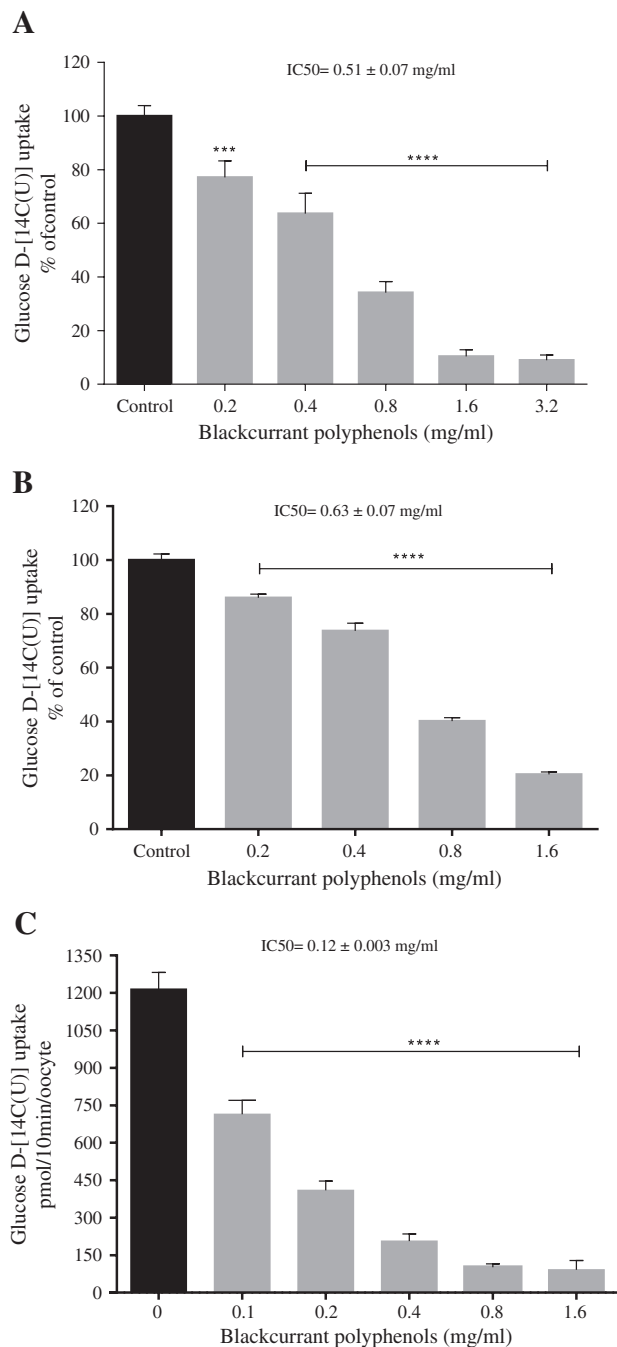 A
IC50= 0.51 ± 0.07 mg/ml
Glucose D-[14C(U)] uptake
% ofcontrol
120
100
80
60
40
20
0
***
****
Control 0.2 0.4 0.8 1.6 3.2
Blackcurrant polyphenols (mg/ml)
B
IC50= 0.63 ± 0.07 mg/ml
Glucose D-[14C(U)] uptake
% of control
120
100
80
60
40
20
0
****
Control 0.2 0.4 0.8 1.6
Blackcurrant polyphenols (mg/ml)
C
IC50= 0.12 ± 0.003 mg/ml
Glucose D-[14C(U)] uptake
pmol/10min/oocyte
1350
1200
1050
900
750
600
450
300
150
0
****
0 0.1 0.2 0.4 0.8 1.6
Blackcurrant polyphenols (mg/ml)